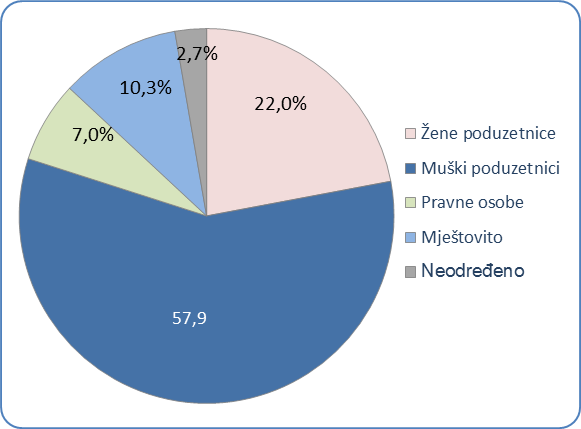 2,7%
10,3%
22,0%
7,0%
57,9
Žene poduzetnice
Muški poduzetnici
Pravne osobe
Mještovito
Neodređeno